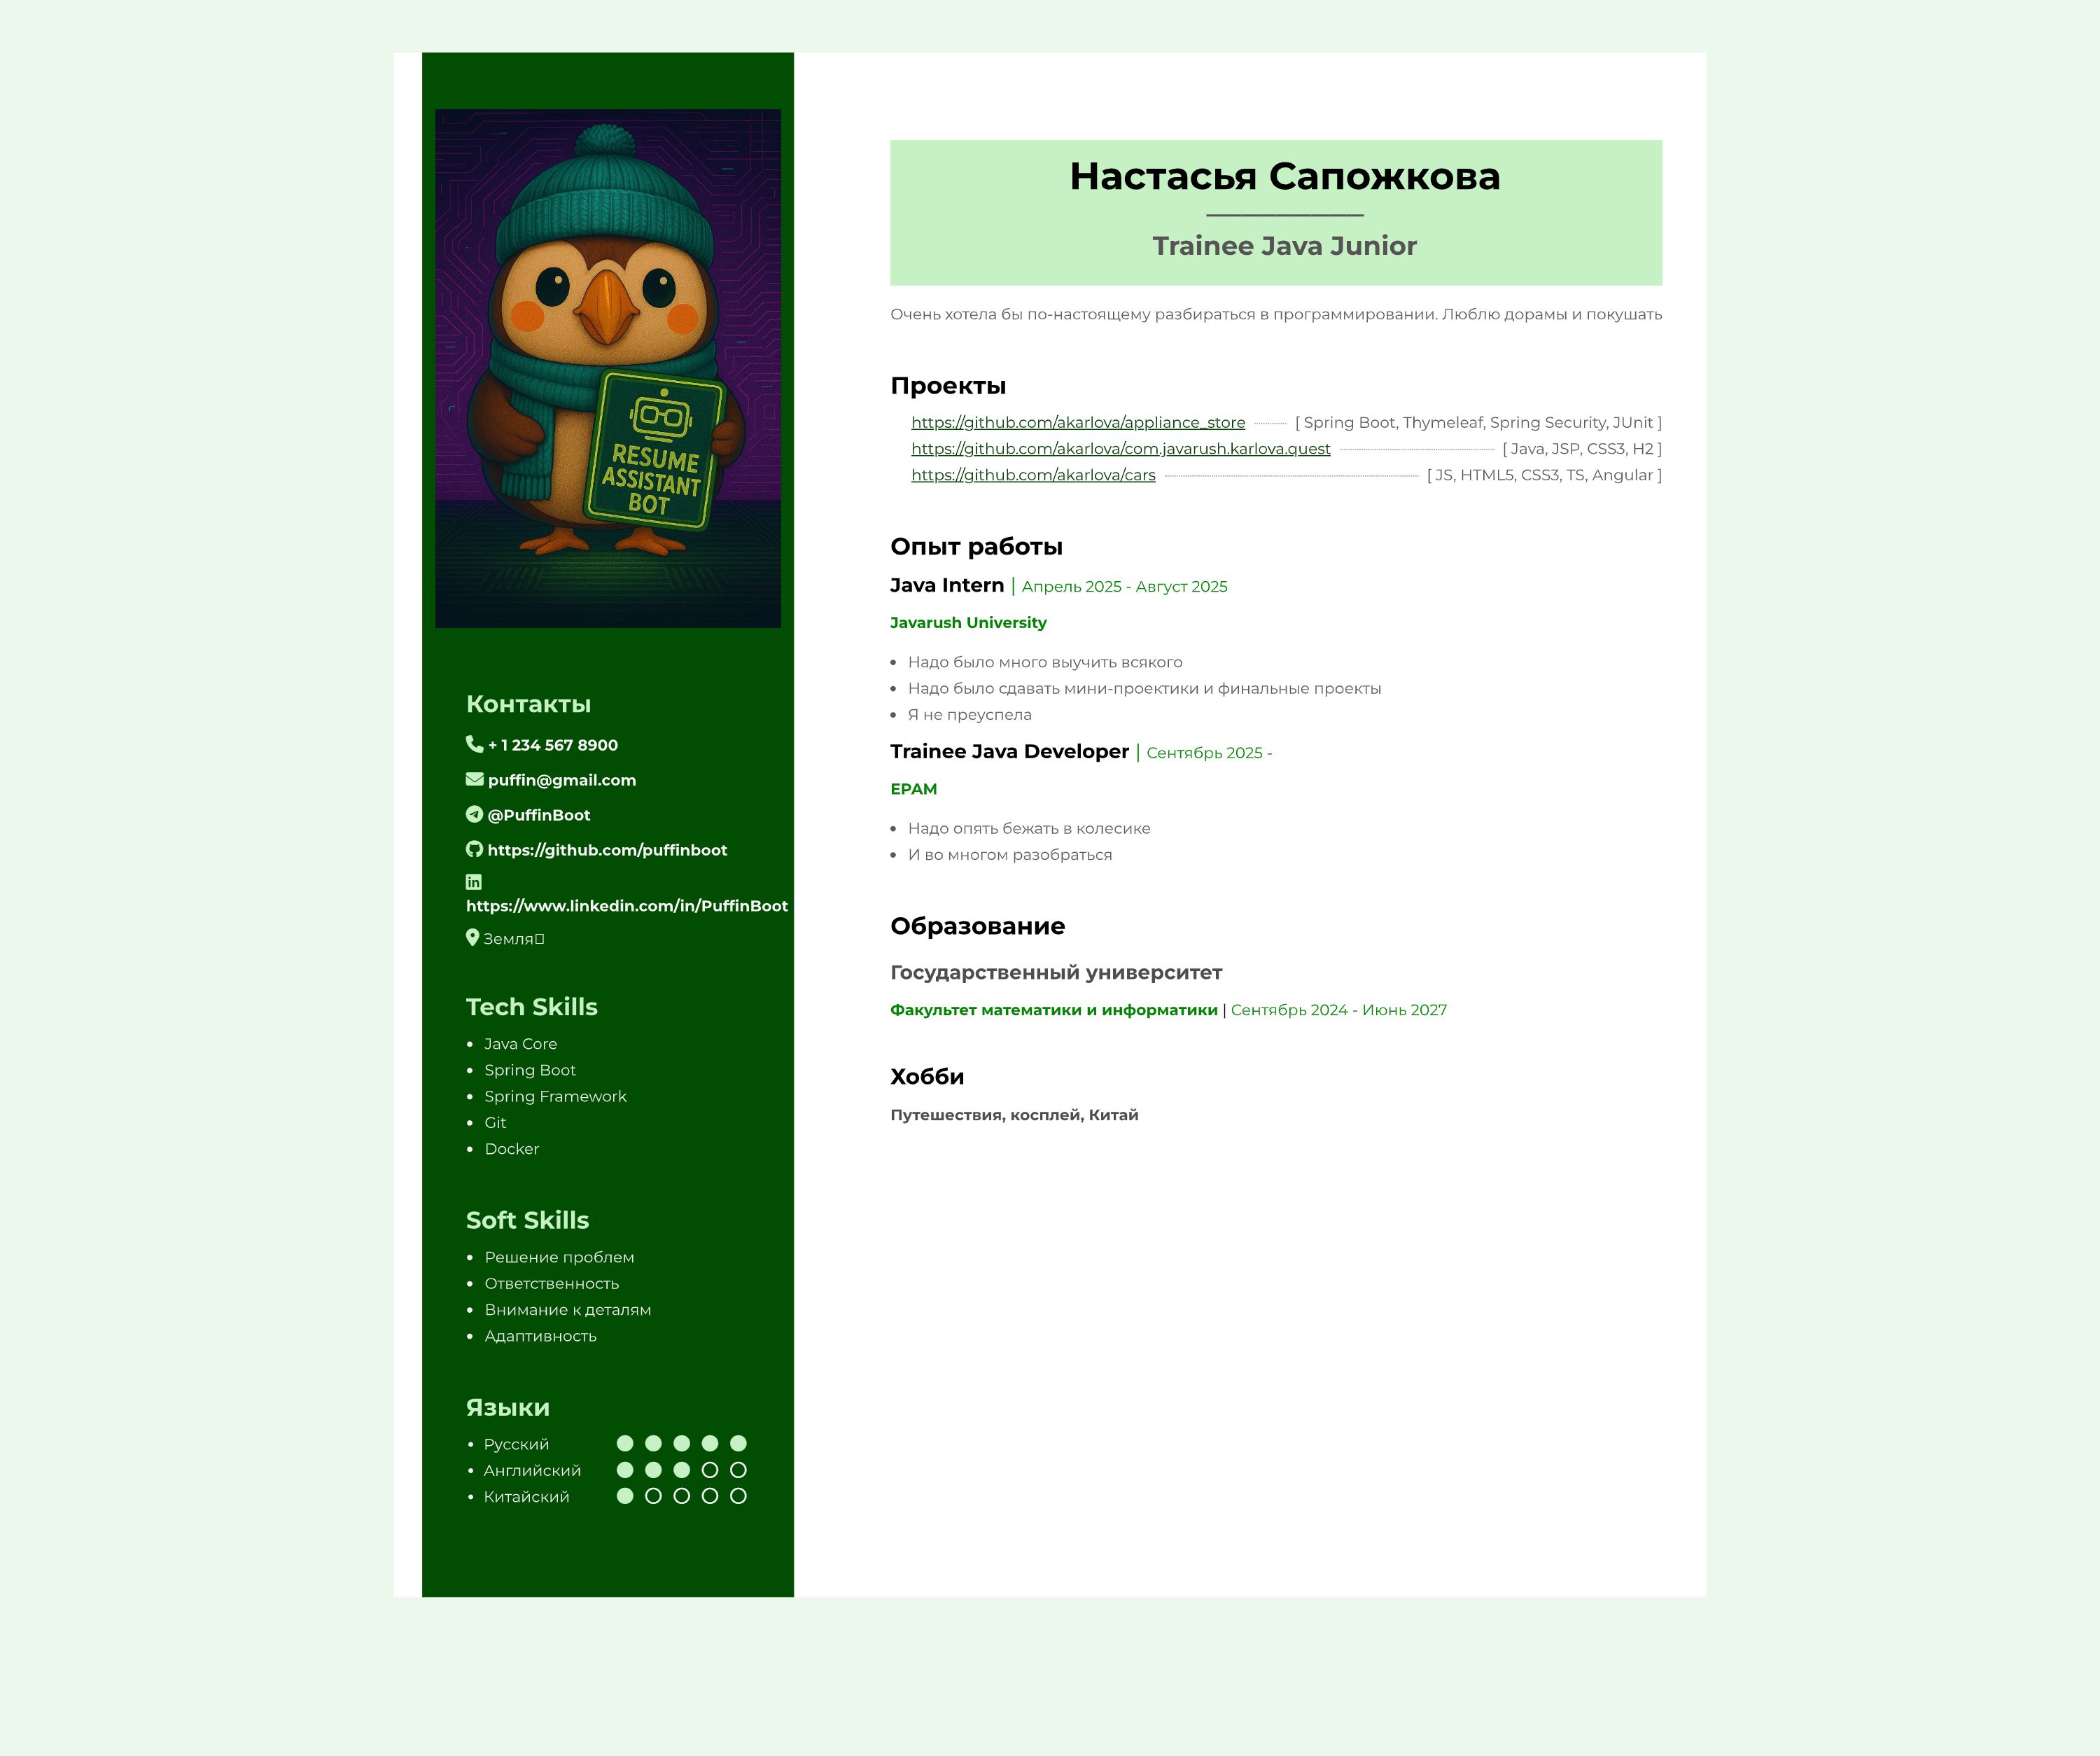 RESUME
ASSISTANT
BOT
Контакты
+ 1 234 567 8900
puffin@gmail.com
@PuffinBoot
https://github.com/puffinboot
https://www.linkedin.com/in/PuffinBoot
Земля
Tech Skills
Java Core
Spring Boot
Spring Framework
Git
Docker
Soft Skills
Решение проблем
Ответственность
Внимание к деталям
Адаптивность
Языки
Русский
Английский
Китайский
Настасья Сапожкова
Trainee Java Junior
Очень хотела бы по-настоящему разбираться в программировании. Люблю дорамы и покушать
Проекты
https://github.com/akarlova/appliance_store [ Spring Boot, Thymeleaf, Spring Security, JUnit ]
https://github.com/akarlova/com.javarush.karlova.quest [ Java, JSP, CSS3, H2 ]
https://github.com/akarlova/cars [ JS, HTML5, CSS3, TS, Angular ]
Опыт работы
Java Intern | Апрель 2025 - Август 2025
Javarush University
Надо было много выучить всякого
Надо было сдавать мини-проектики и финальные проекты
Я не преуспела
Trainee Java Developer | Сентябрь 2025 -
EPAM
Надо опять бежать в колесике
И во многом разобраться
Образование
Государственный университет
Факультет математики и информатики | Сентябрь 2024 - Июнь 2027
Хобби
Путешествия, косплей, Китай